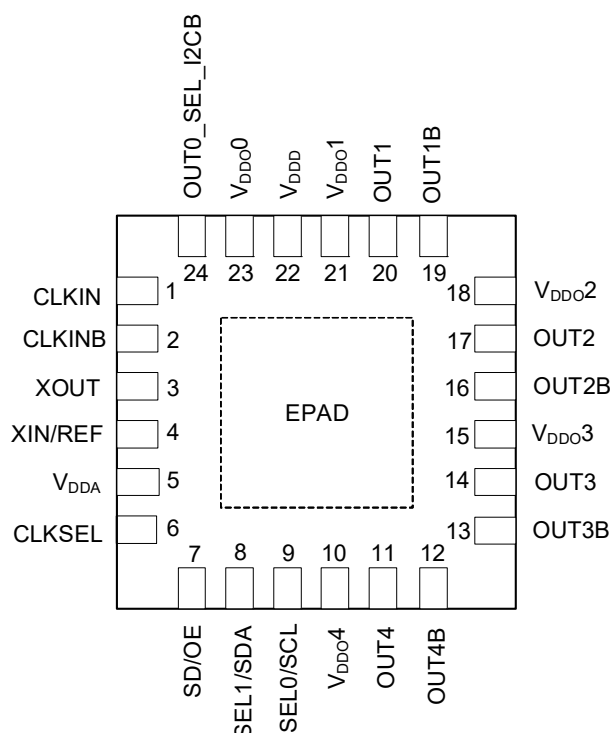 OUT0_SEL_I2CB
VDDO0
VDDD
VDDO1
OUT1
OUT1B
24
23
22
21
20
19
CLKIN
1
CLKINB
2
XOUT
3
XIN/REF
4
VDDA
5
CLKSEL
6
EPAD
18
VDDO2
17
OUT2
16
OUT2B
15
VDDO3
14
OUT3
13
OUT3B
7
8
9
10
11
12
SD/OE
SEL1/SDA
SEL0/SCL
VDDO4
OUT4
OUT4B